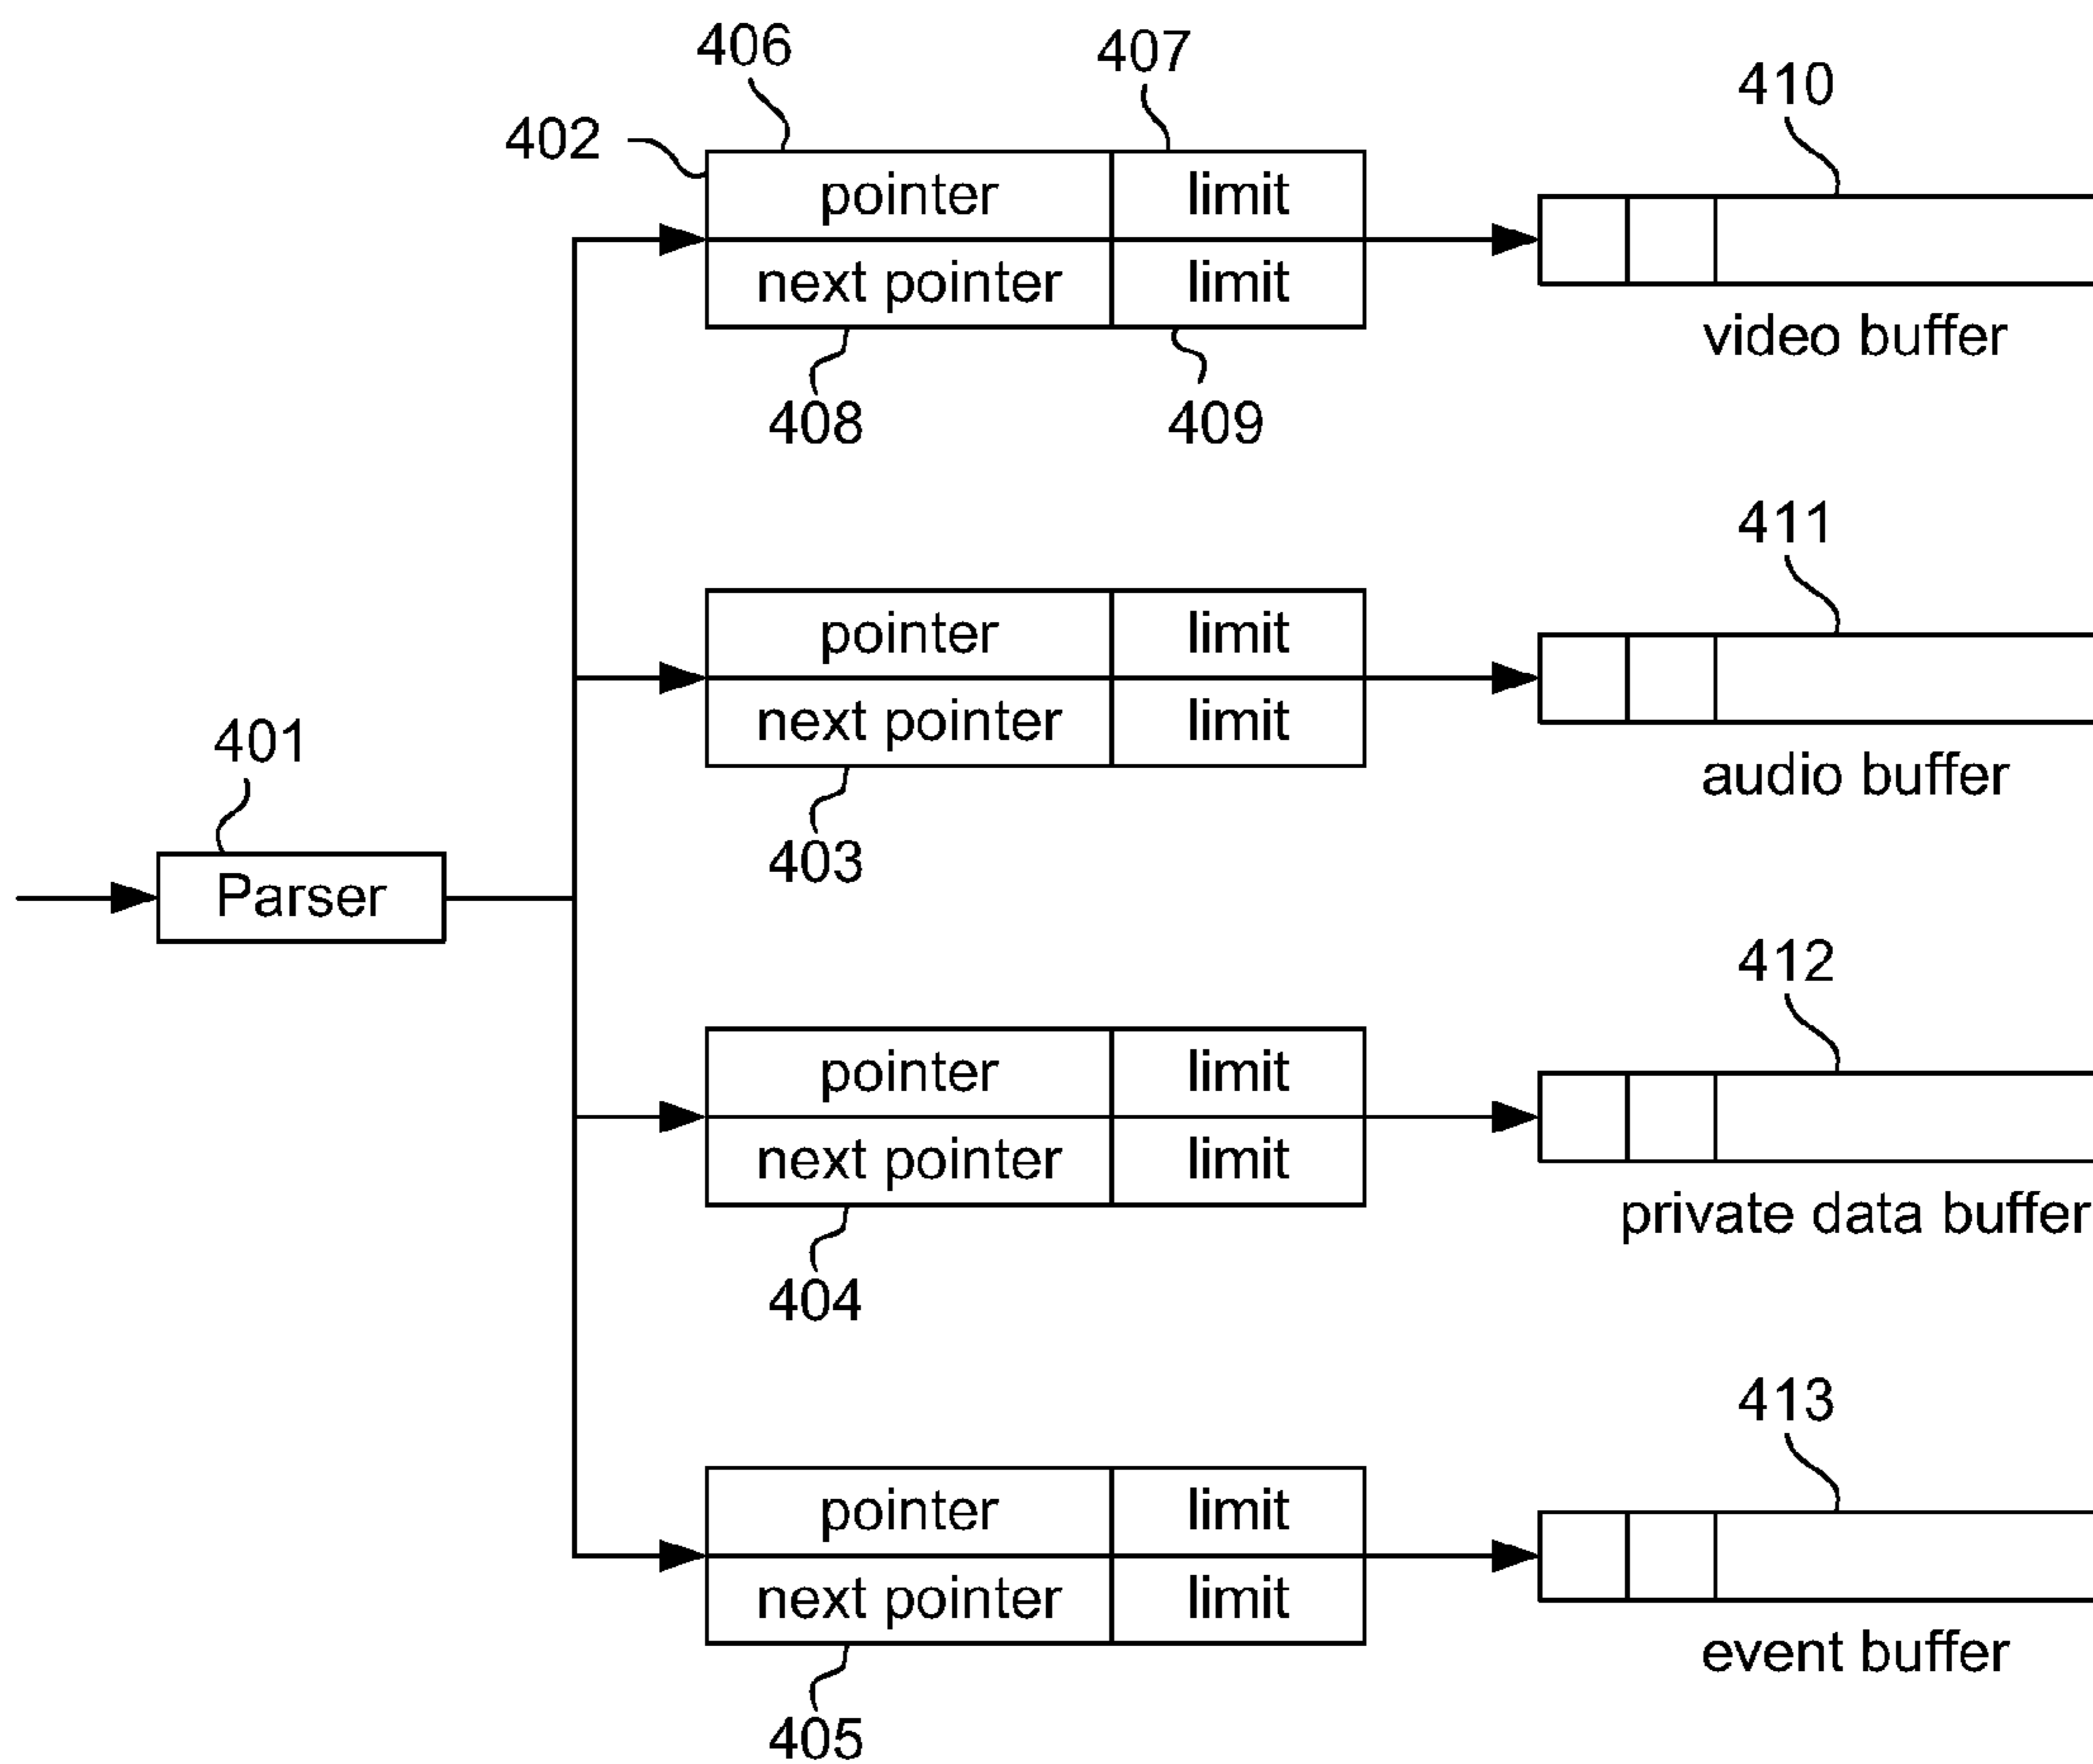 406
407
410
402
pointer
limit
next pointer
limit
video buffer
408
409
411
pointer
limit
next pointer
limit
audio buffer
401
403
Parser
412
pointer
limit
next pointer
limit
private data buffer
404
413
pointer
limit
next pointer
limit
event buffer
405